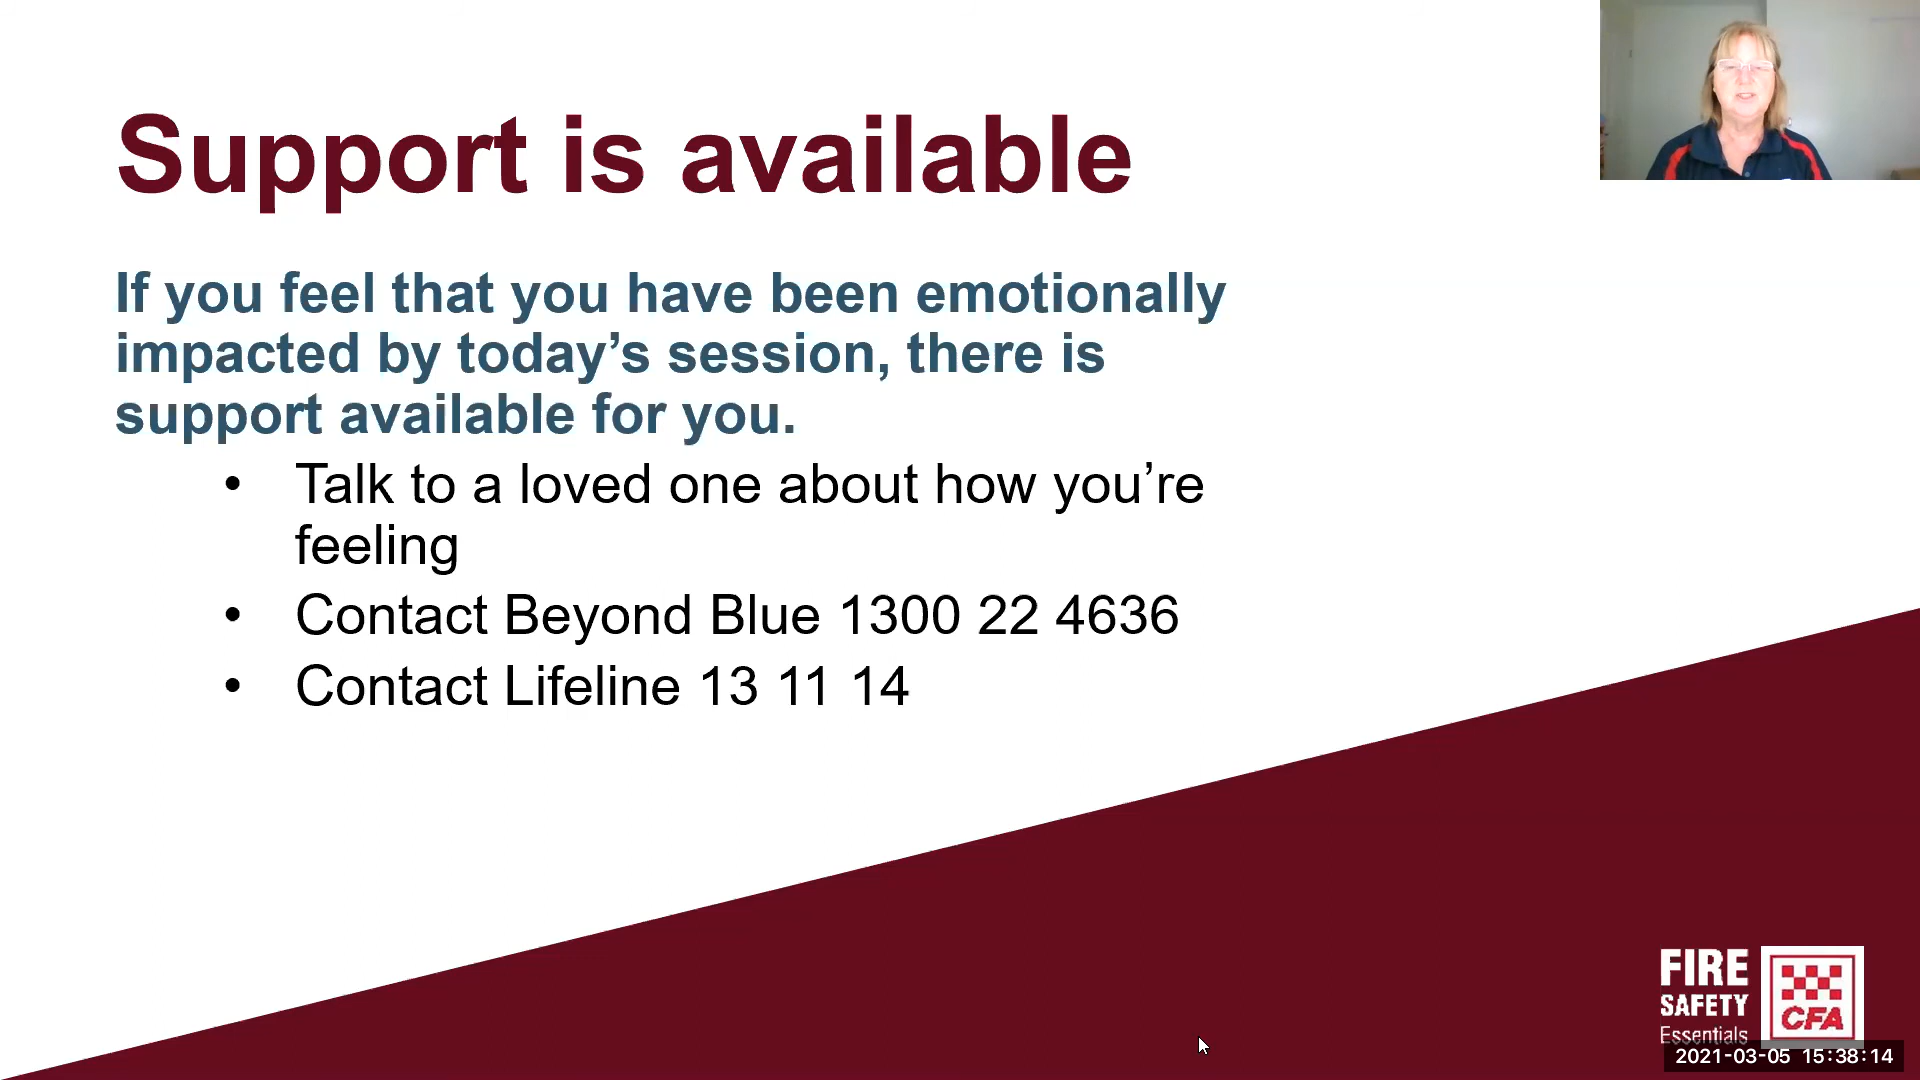 Support is available
If you feel that you have been emotionally
impacted by today’s session, there is
support available for you.
• Talk to a loved one about how you’re
feeling
• Contact Beyond Blue 1300 22 4636
• Contact Lifeline 13 11 14
FIRE
SAFETY
Essentials
CFA
2021-03-05 15:38:14